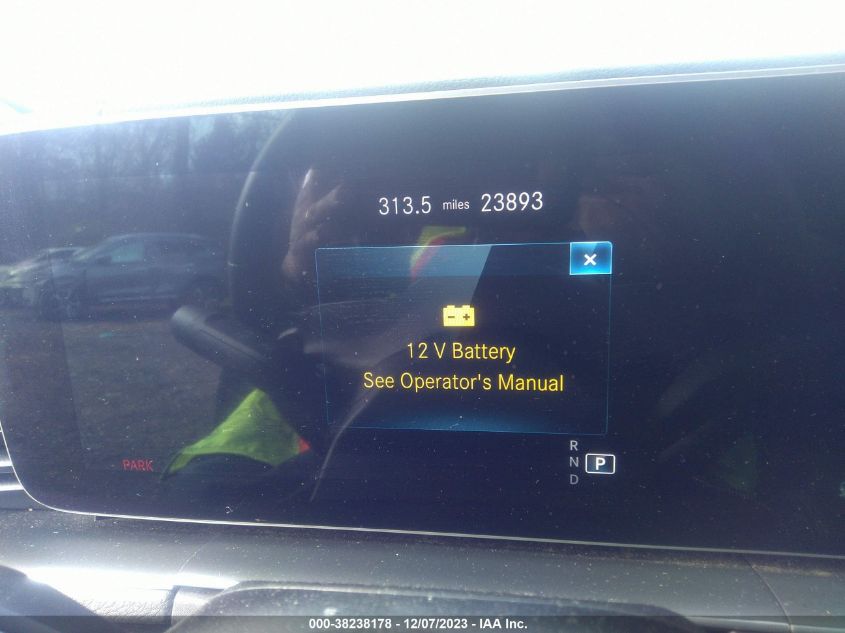 313.5 miles 23893
×
12 V Battery
See Operator's Manual
R
PARK N P
D
000-38238178 - 12/07/2023 - IAA Inc.